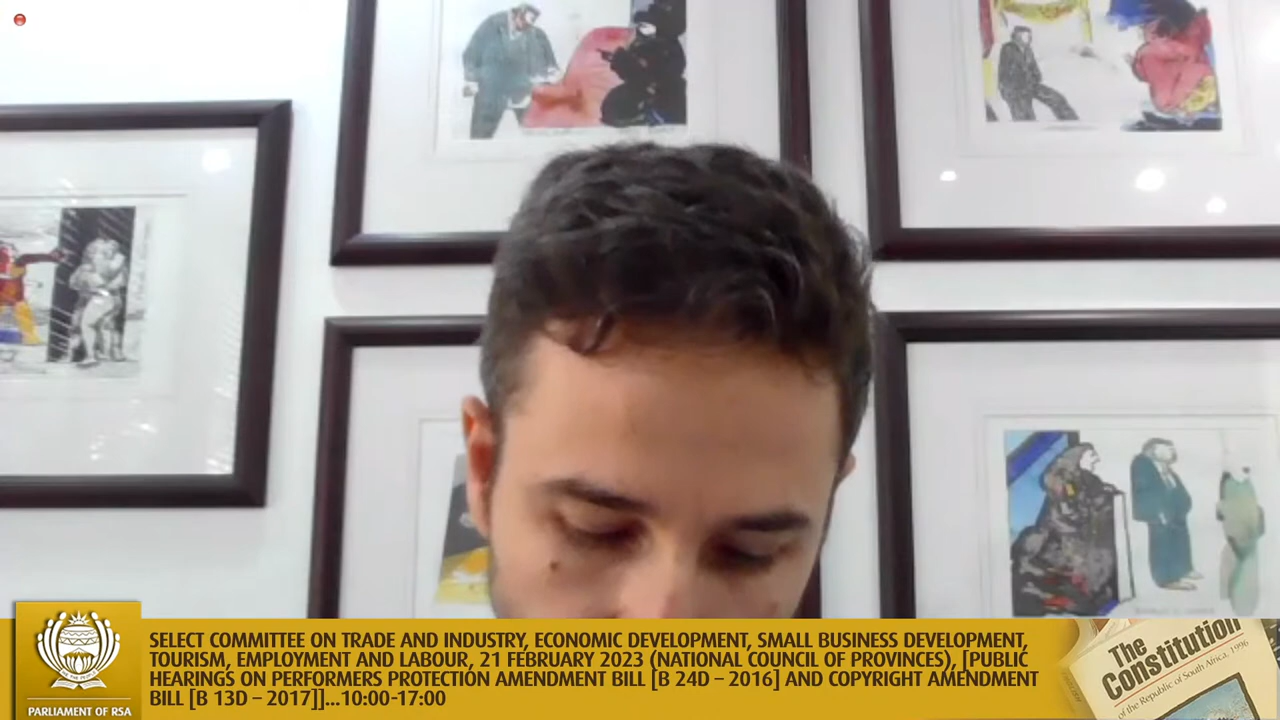 SELECT COMMITTEE ON TRADE AND INDUSTRY, ECONOMIC DEVELOPMENT, SMALL BUSINESS DEVELOPMENT,
TOURISM, EMPLOYMENT AND LABOUR, 21 FEBRUARY 2023 (NATIONAL COUNCIL OF PROVINCES), [PUBLIC
HEARINGS ON PERFORMERS PROTECTION AMENDMENT BILL [B 24D – 2016] AND COPYRIGHT AMENDMENT
BILL [B 13D – 2017]]...10:00-17:00
PARLIAMENT OF RSA
The
Constitution
of the Republic of South Africa, 1996